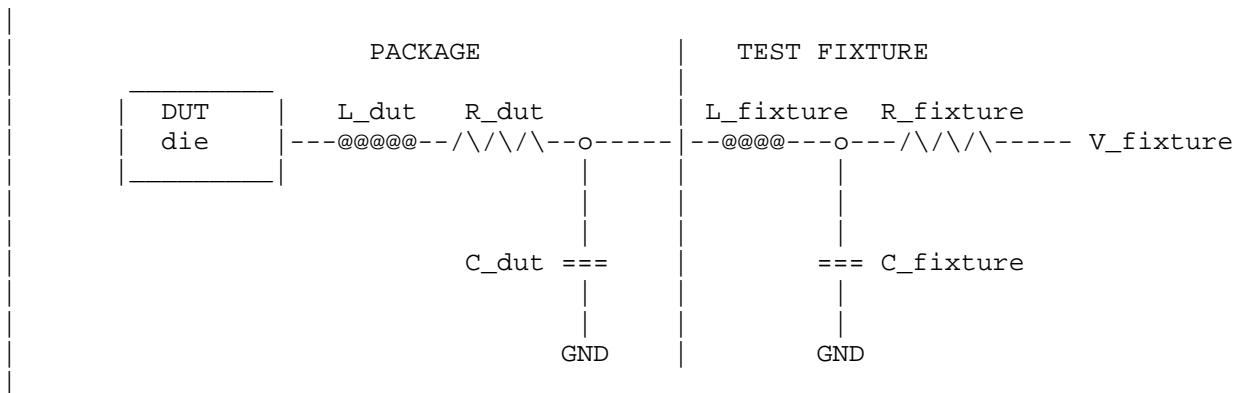 PACKAGE | TEST FIXTURE
DUT | L_dut R_dut | L_fixture R_fixture
die |---@@@@@--/\/\/\--o-----|--@@@@---o---/\/\/\----- V_fixture
C_dut === | === C_fixture
GND | GND